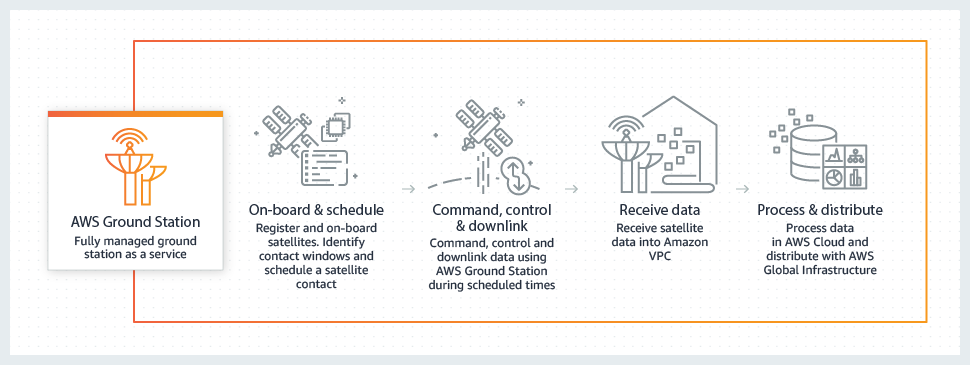 AWS Ground Station
Fully managed ground
station as a service
On-board & schedule
Register and on-board
satellites. Identify
contact windows and
schedule a satellite
contact
Command, control
& downlink
Command, control and
downlink data using
AWS Ground Station
during scheduled times
Receive data
Receive satellite
data into Amazon
VPC
Process & distribute
Process data
in AWS Cloud and
distribute with AWS
Global Infrastructure